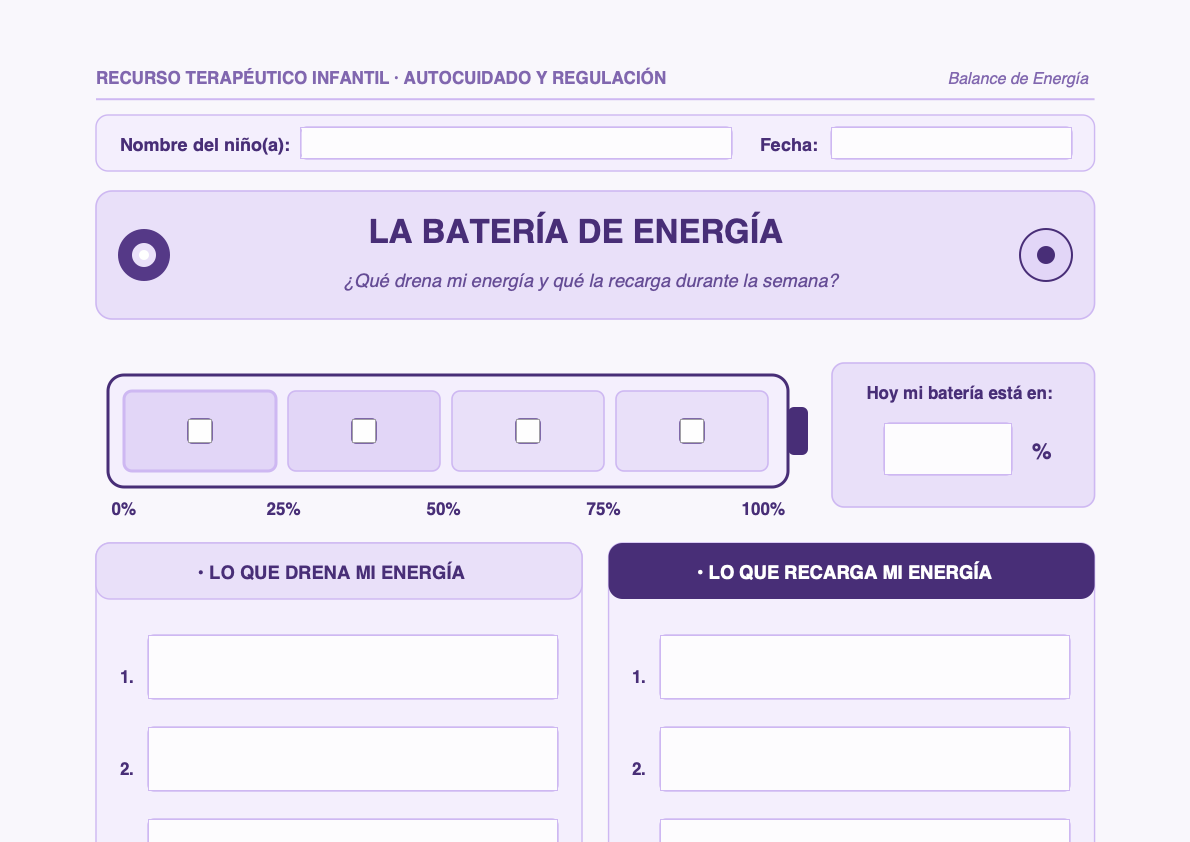 RECURSO TERAPÉUTICO INFANTIL · AUTOCUIDADO Y REGULACIÓN
Balance de Energía
Nombre del niño(a):
Fecha:
LA BATERÍA DE ENERGÍA
¿Qué drena mi energía y qué la recarga durante la semana?
Hoy mi batería está en:
%
0% 25% 50% 75% 100%
· LO QUE DRENA MI ENERGÍA
1.
2.
· LO QUE RECARGA MI ENERGÍA
1.
2.